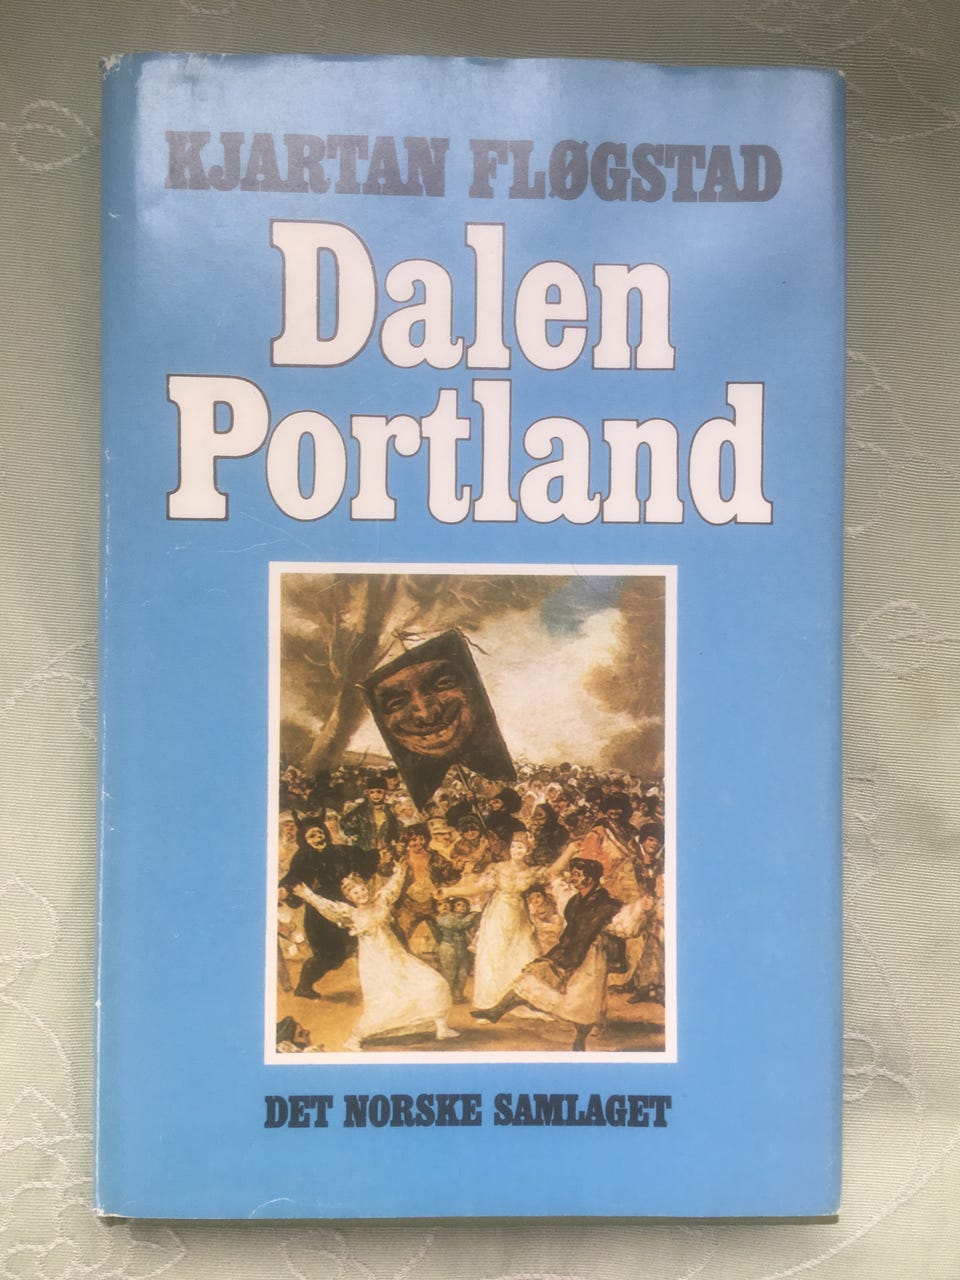 KJARTAN FLØGSTAD
Dalen
Portland
DET NORSKE SAMLAGET